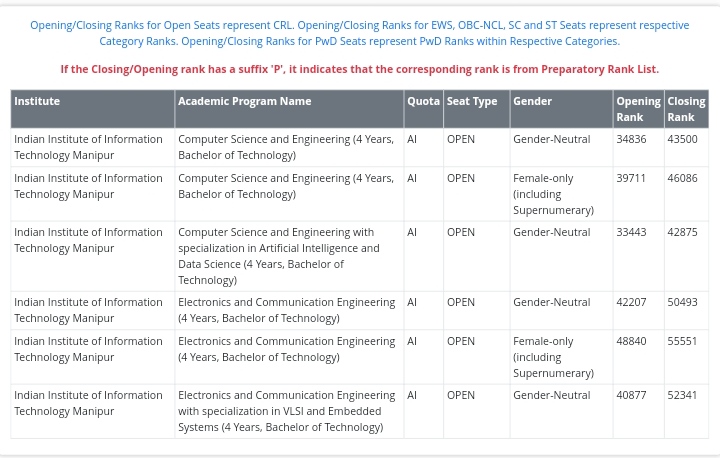 Opening/Closing Ranks for Open Seats represent CRL. Opening/Closing Ranks for EWS, OBC-NCL, SC and ST Seats represent respective
Category Ranks. Opening/Closing Ranks for PwD Seats represent PwD Ranks within Respective Categories.
If the Closing/Opening rank has a suffix 'P', it indicates that the corresponding rank is from Preparatory Rank List.
Institute Academic Program Name Quota Seat Type Gender Opening Closing
Rank Rank
Indian Institute of Information Computer Science and Engineering (4 Years, AI OPEN Gender-Neutral 34836 43500
Technology Manipur Bachelor of Technology)
Indian Institute of Information Computer Science and Engineering (4 Years, AI OPEN Female-only 39711 46086
Technology Manipur Bachelor of Technology) (including
Supernumerary)
Indian Institute of Information Computer Science and Engineering with AI OPEN Gender-Neutral 33443 42875
Technology Manipur specialization in Artificial Intelligence and
Data Science (4 Years, Bachelor of
Technology)
Indian Institute of Information Electronics and Communication Engineering AI OPEN Gender-Neutral 42207 50493
Technology Manipur (4 Years, Bachelor of Technology)
Indian Institute of Information Electronics and Communication Engineering AI OPEN Female-only 48840 55551
Technology Manipur (4 Years, Bachelor of Technology) (including
Supernumerary)
Indian Institute of Information Electronics and Communication Engineering AI OPEN Gender-Neutral 40877 52341
Technology Manipur with specialization in VLSI and Embedded
Systems (4 Years, Bachelor of Technology)